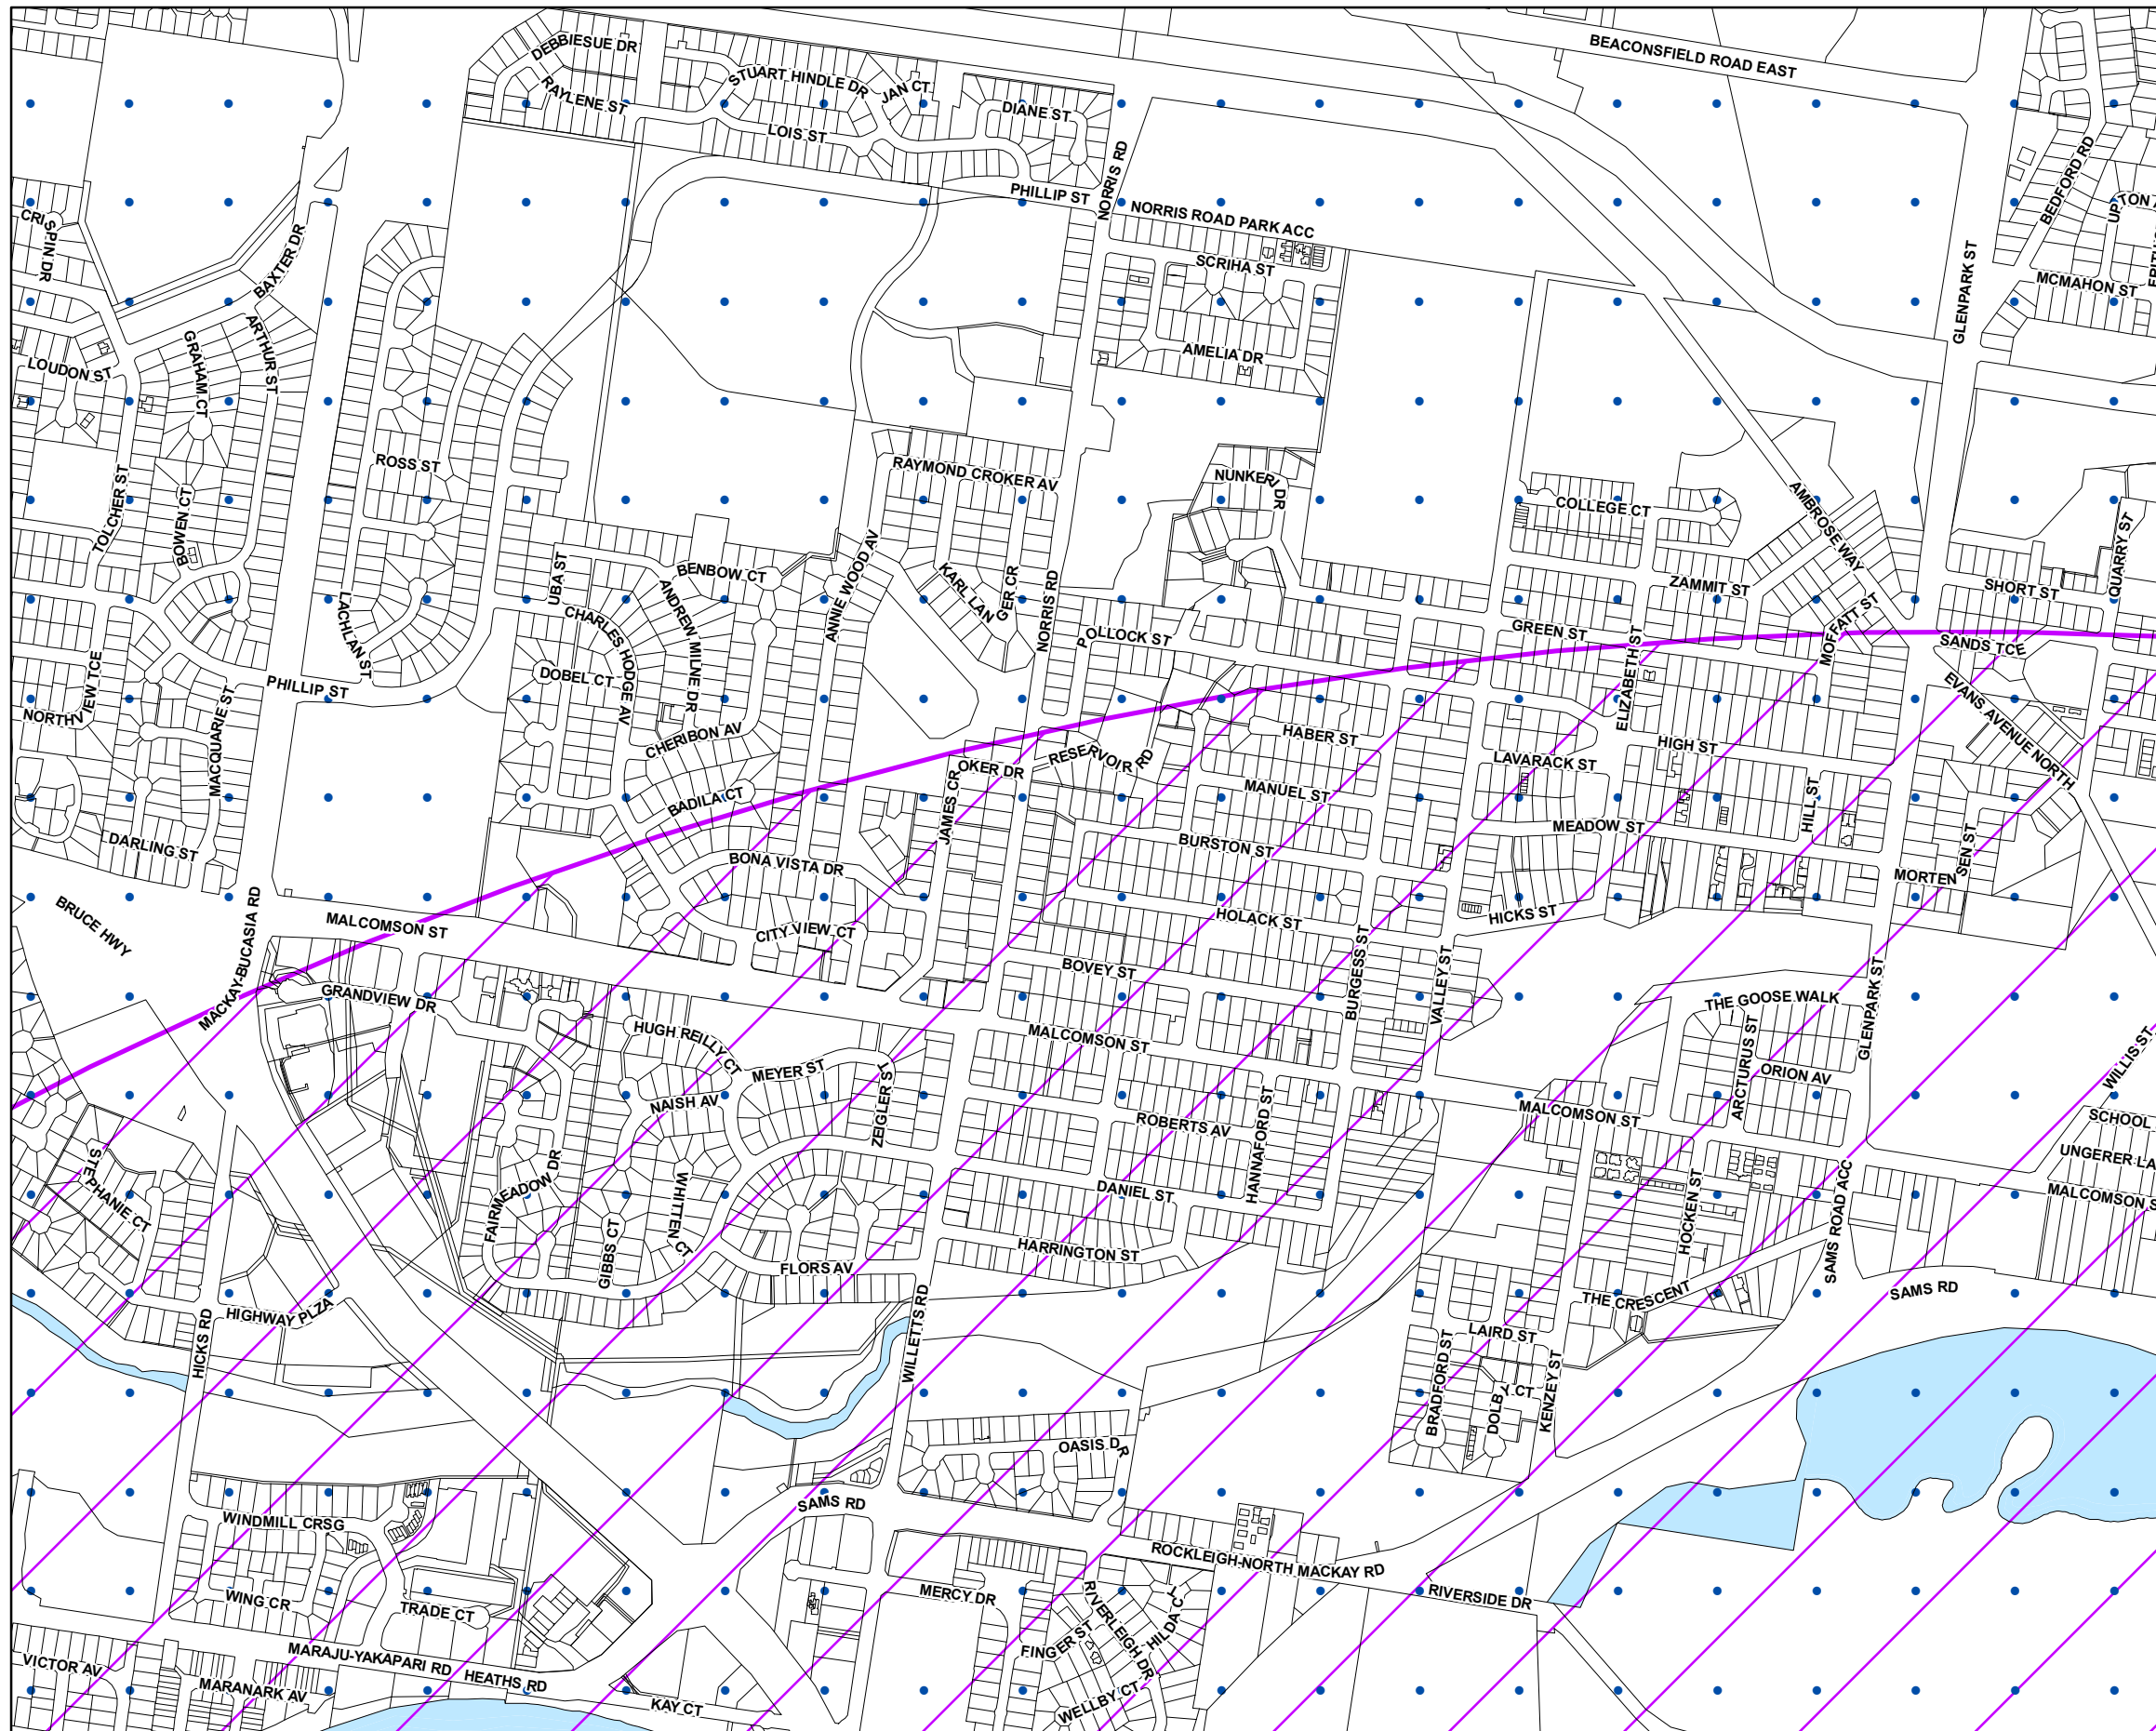 BEACONSFIELD ROAD EAST
DEBBIESUE DR
STUART HINDLE DR
JAN CT
RAYLENE ST
DIANE ST
LOIS ST
BEDFORD RD
NORRIS RD
PHILLIP ST
NORRIS ROAD PARK ACC
CRISPIN DR
BAXTER DR
SCRIHA ST
GLENPARK ST
MCMAHON ST
ARTHUR ST
GRAHAM CT
AMELIA DR
LOUDON ST
ROSS ST
RAYMOND CROKER AV
NUNKERI DR
TOLCHER ST
BOWEN CT
COLLEGE CT
AMBROSE WAY
QUARRY ST
UBA ST
BENBOW CT
ANNIE WOOD AV
KARL LANGER CR
NORRIS RD
ZAMMIT ST
SHORT ST
LACHLAN ST
CHARLES HODGE AV
ANDREW MILNE DR
POLLOCK ST
GREEN ST
MOFFATT ST
SANDS TCE
NORTHVIEW TCE
DOBEL CT
ELIZABETH ST
EVANS AVENUE NORTH
PHILLIP ST
MACQUARIE ST
CHERIBON AV
HABER ST
HIGH ST
RESERVOIR RD
LAVARACK ST
OKER DR
BADILA CT
JAMES CR
MANUEL ST
HILL ST
MEADOW ST
DARLING ST
BURSTON ST
BONA VISTA DR
MORTENSEN ST
BRUCE HWY
MALCOMSON ST
CITY VIEW CT
HOLACK ST
HICKS ST
MACKAY-BUCASIA RD
BOVEY ST
BURGESS ST
VALLEY ST
GRANDVIEW DR
THE GOOSE WALK
GLENPARK ST
HUGH REILLY CT
MALCOMSON ST
MEYER ST
ARCTURUS ST
ORION AV
WILLIS ST
NAISH AV
ZEGLER ST
ROBERTS AV
HANNAFORD ST
MALCOMSON ST
SCHOOL
UNGERER LA
STEPHANIE CT
FAIRMEADOW DR
WHITTEN CT
DANIEL ST
HOCKEN ST
SAMS ROAD ACC
MALCOMSON S
GIBBS CT
FLORS AV
HARRINGTON ST
SAMS RD
THE CRESCENT
HIGHWAY PLZA
HICKS RD
WILLETTS RD
LAIRD ST
BRADFORD ST
DOLBY CT
KENZEY ST
OASIS DR
SAMS RD
WINDMILL CRSG
ROCKLEIGH-NORTH MACKAY RD
WING CR
TRADE CT
MERCY DR
RIVERLEIGH DR
HILDA CT
RIVERSIDE DR
FINGER ST
MARAJU-YAKAPARI RD
HEATHS RD
VICTOR AV
MARANARK AV
KAY CT
WELLBY CT